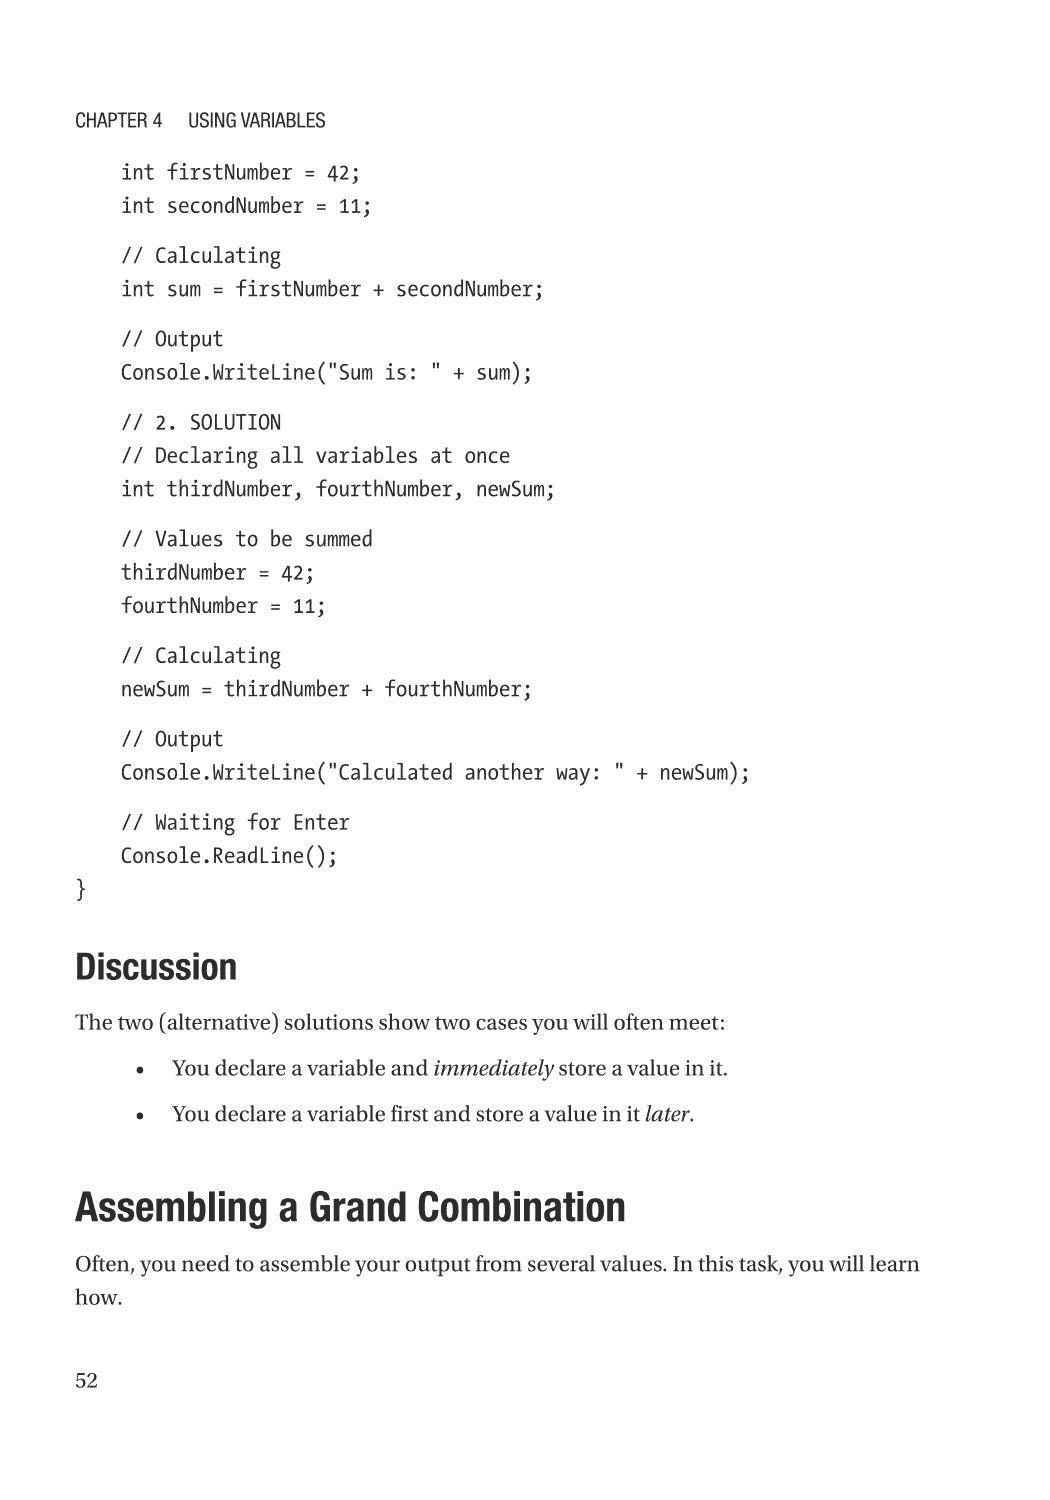 CHAPTER 4 USING VARIABLES
int firstNumber = 42;
int secondNumber = 11;
// Calculating
int sum = firstNumber + secondNumber;
// Output
Console.WriteLine("Sum is: " + sum);
// 2. SOLUTION
// Declaring all variables at once
int thirdNumber, fourthNumber, newSum;
// Values to be summed
thirdNumber = 42;
fourthNumber = 11;
// Calculating
newSum = thirdNumber + fourthNumber;
// Output
Console.WriteLine("Calculated another way: " + newSum);
// Waiting for Enter
Console.ReadLine();
}
Discussion
The two (alternative) solutions show two cases you will often meet:
• You declare a variable and immediately store a value in it.
• You declare a variable first and store a value in it later.
Assembling a Grand Combination
Often, you need to assemble your output from several values. In this task, you will learn
how.
52